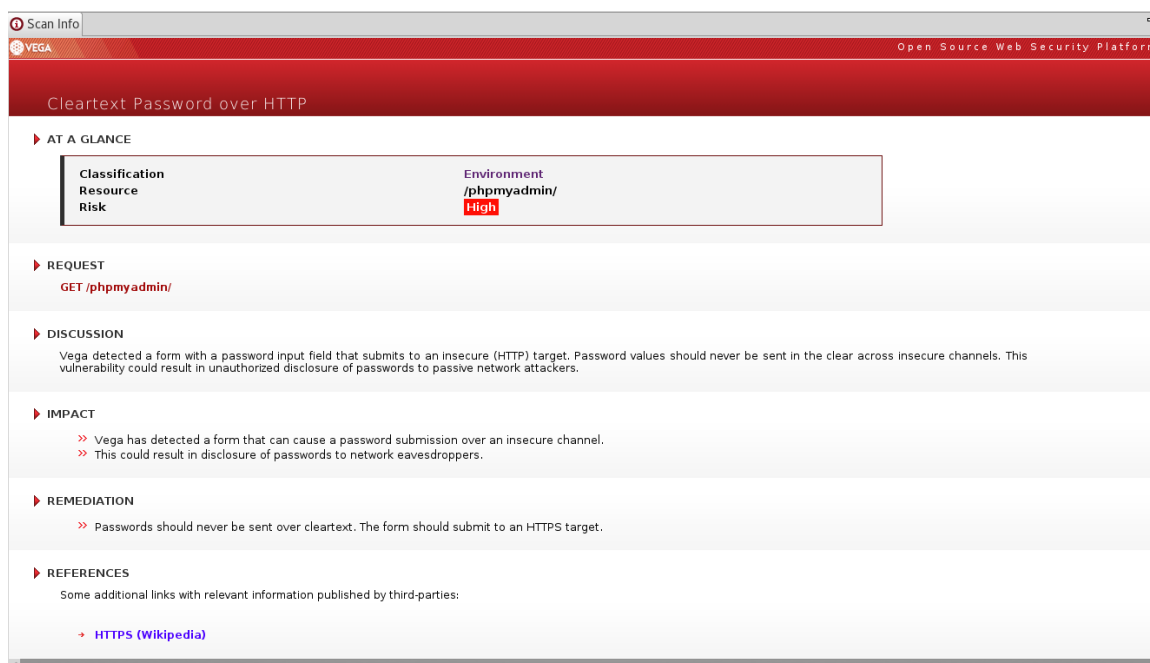 Scan Info
VEGA
Open Source Web Security Platfor
Cleartext Password over HTTP
AT A GLANCE
Classification Environment
Resource /phpmyadmin/
Risk High
REQUEST
GET /phpmyadmin/
DISCUSSION
Vega detected a form with a password input field that submits to an insecure (HTTP) target. Password values should never be sent in the clear across insecure channels. This
vulnerability could result in unauthorized disclosure of passwords to passive network attackers.
IMPACT
Vega has detected a form that can cause a password submission over an insecure channel.
This could result in disclosure of passwords to network eavesdroppers.
REMEDIATION
Passwords should never be sent over cleartext. The form should submit to an HTTPS target.
REFERENCES
Some additional links with relevant information published by third-parties:
HTTPS (Wikipedia)